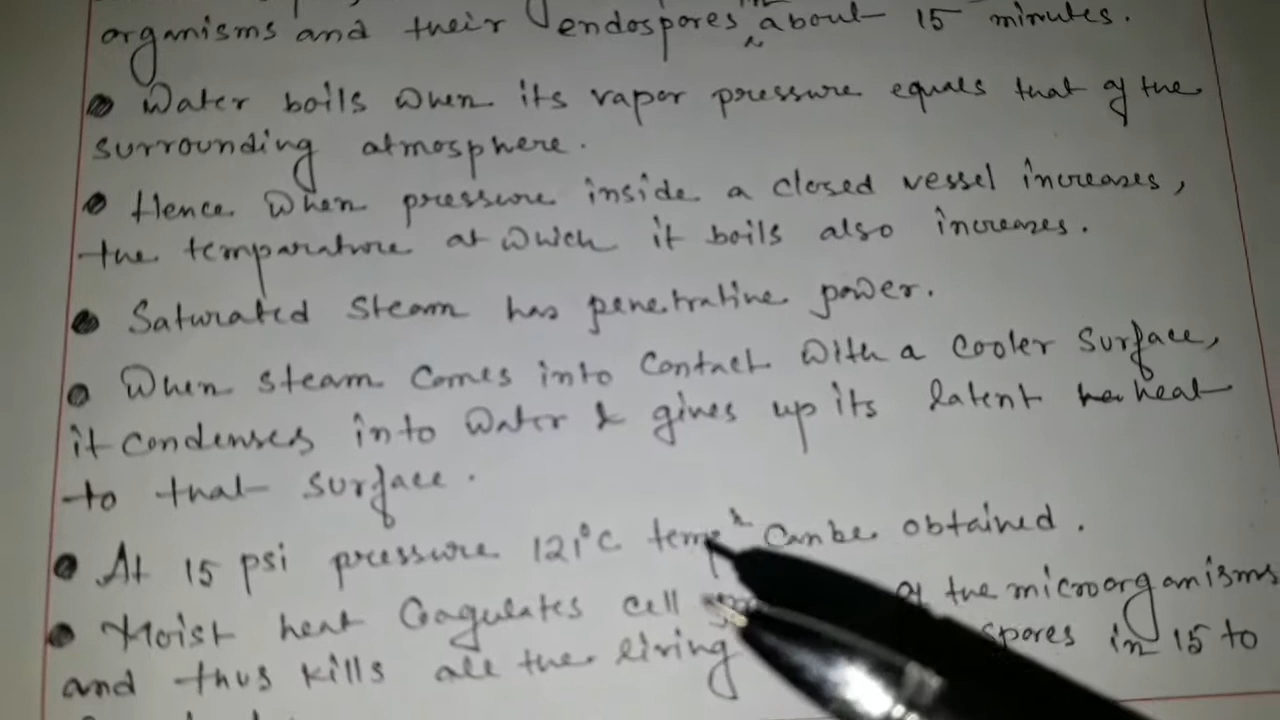 organisms and their endospores about 15 minutes.
• Water boils when its vapor pressure equals that of the
surrounding atmosphere.
• Hence when pressure inside a closed vessel increases,
the temparature at which it boils also increases.
• Saturated Steam has penetrative power.
• When steam comes into contact with a cooler surface,
it condenses into water & gives up its latent heat
to that surface.
• At 15 psi pressure 121°C temp^r can be obtained.
• Moist heat coagulates cell of the microorganisms
and thus kills all the living spores in 15 to